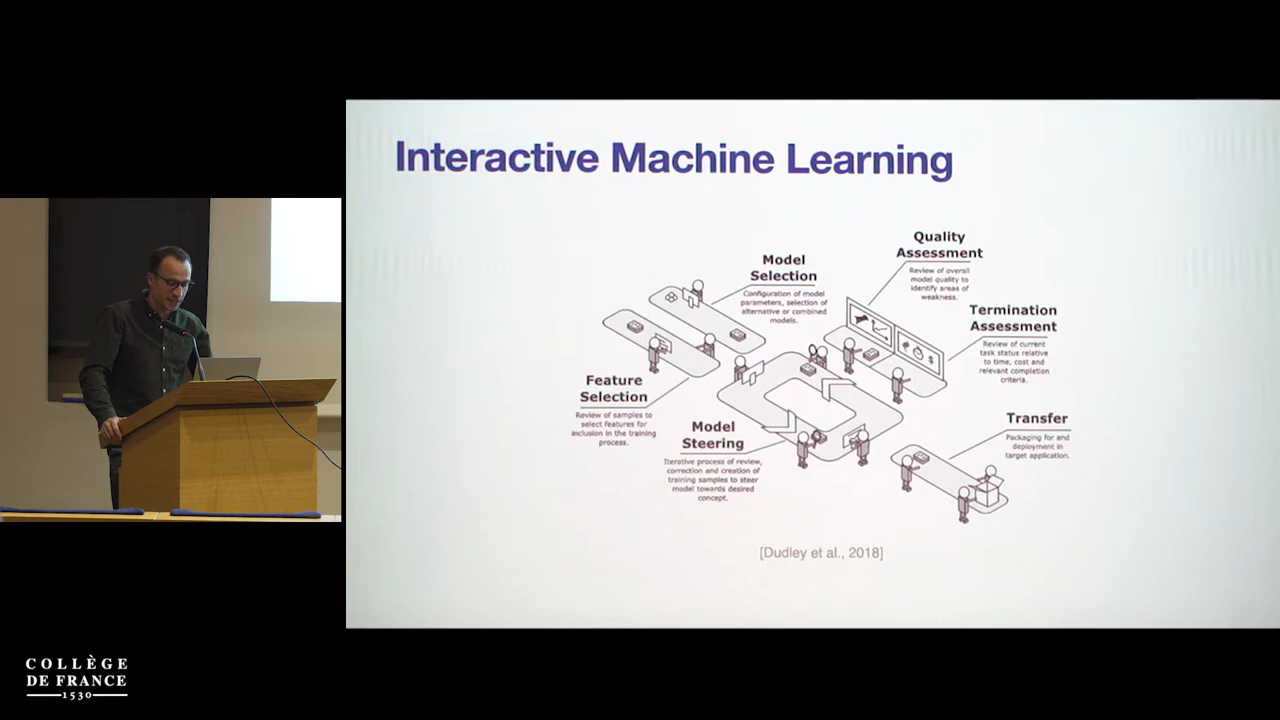 Interactive Machine Learning
Quality
Assessment
Review of overall
model quality to
identify areas of
weakness.
Model
Selection
Configuration of model
parameters, selection of
alternative or combined
models.
Termination
Assessment
Review of current
task status relative
to time, cost and
relevant completion
criteria.
Feature
Selection
Review of samples to
select features for
inclusion in the training
process.
Model
Steering
Iterative process of review,
correction and creation of
training samples to steer
model towards desired
concept.
Transfer
Packaging for and
deployment in
target application.
[Dudley et al., 2018]
COLLÈGE
DE FRANCE
1530